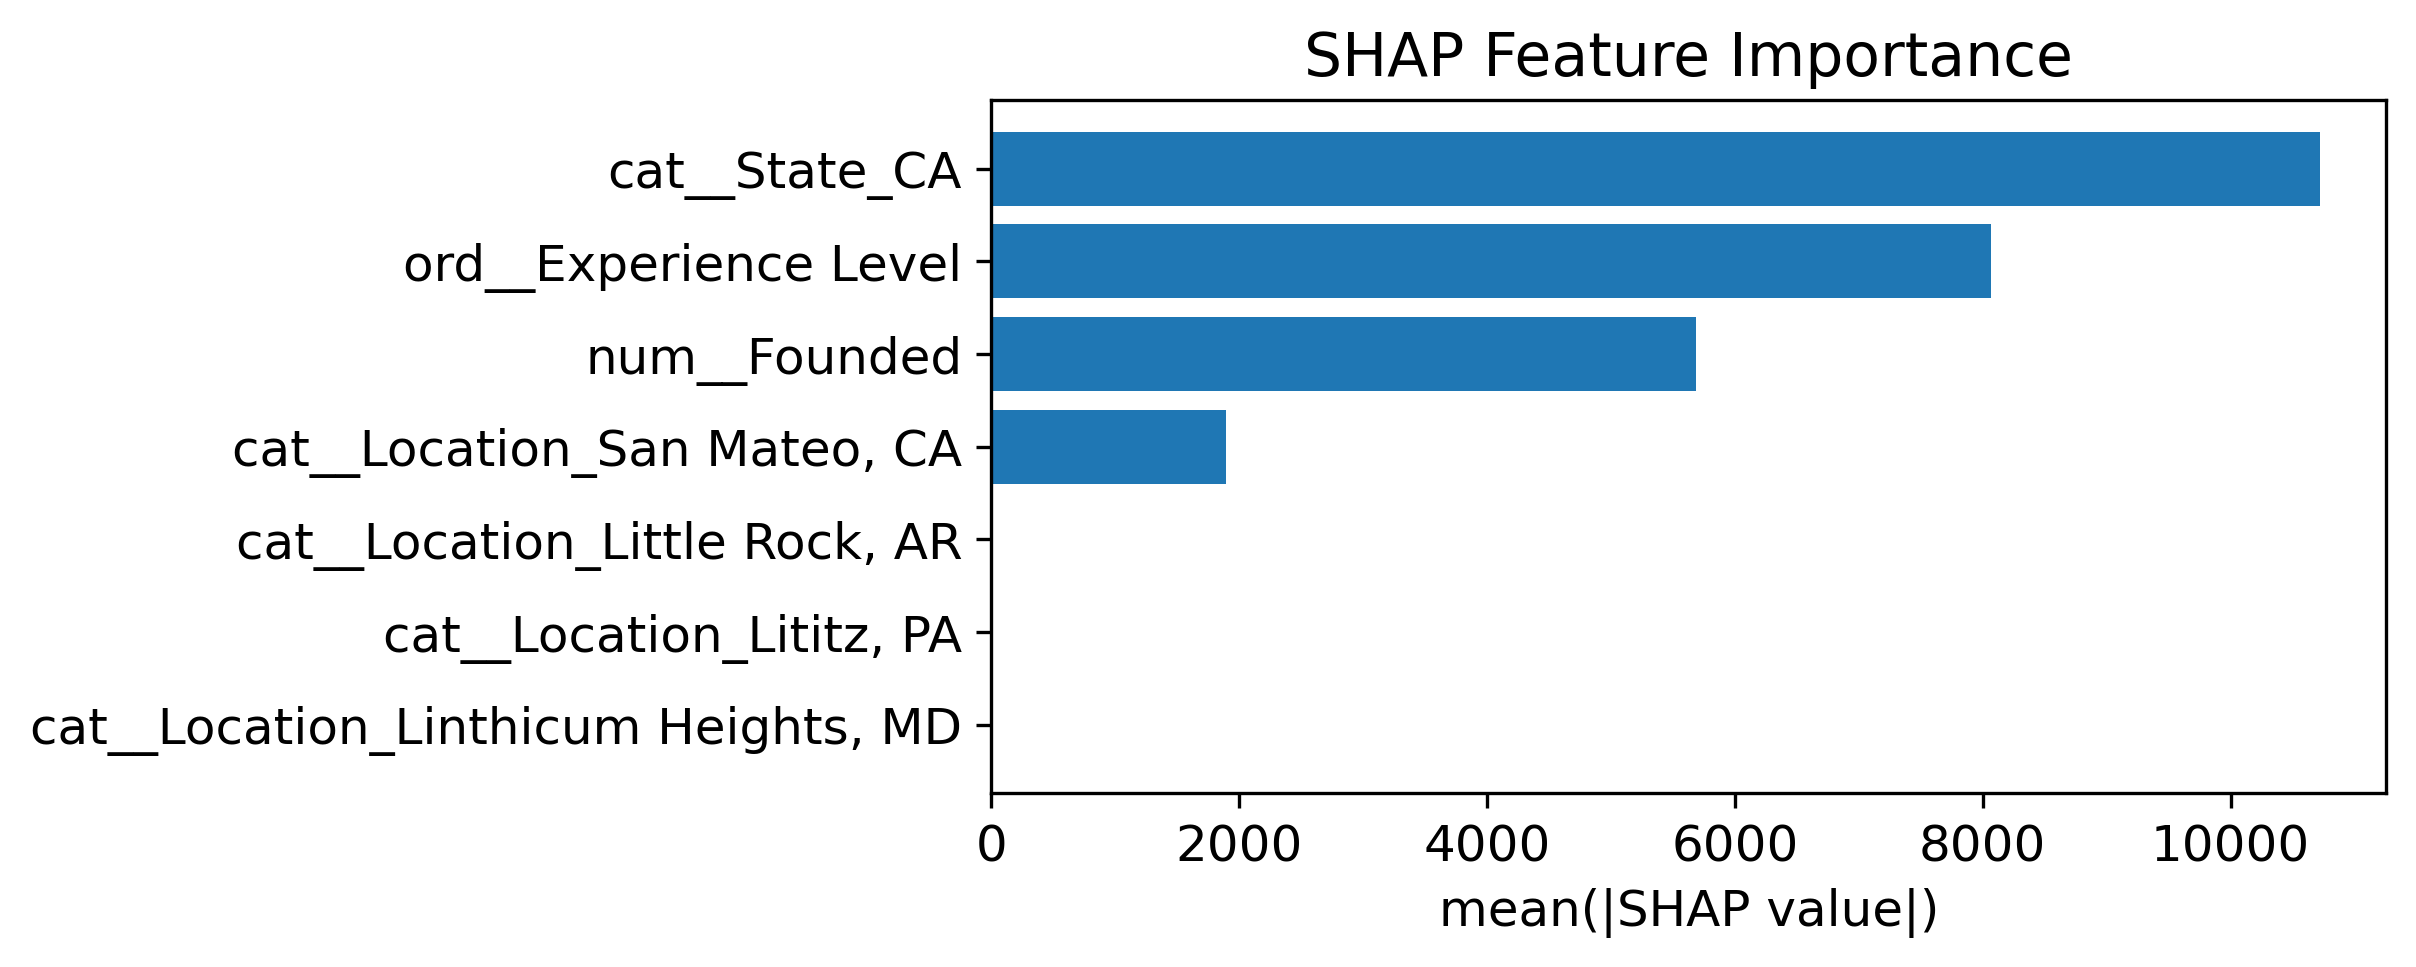 SHAP Feature Importance
cat__State_CA
ord__Experience Level
num__Founded
cat__Location_San Mateo, CA
cat__Location_Little Rock, AR
cat__Location_Lititz, PA
cat__Location_Linthicum Heights, MD
0 2000 4000 6000 8000 10000
mean(|SHAP value|)